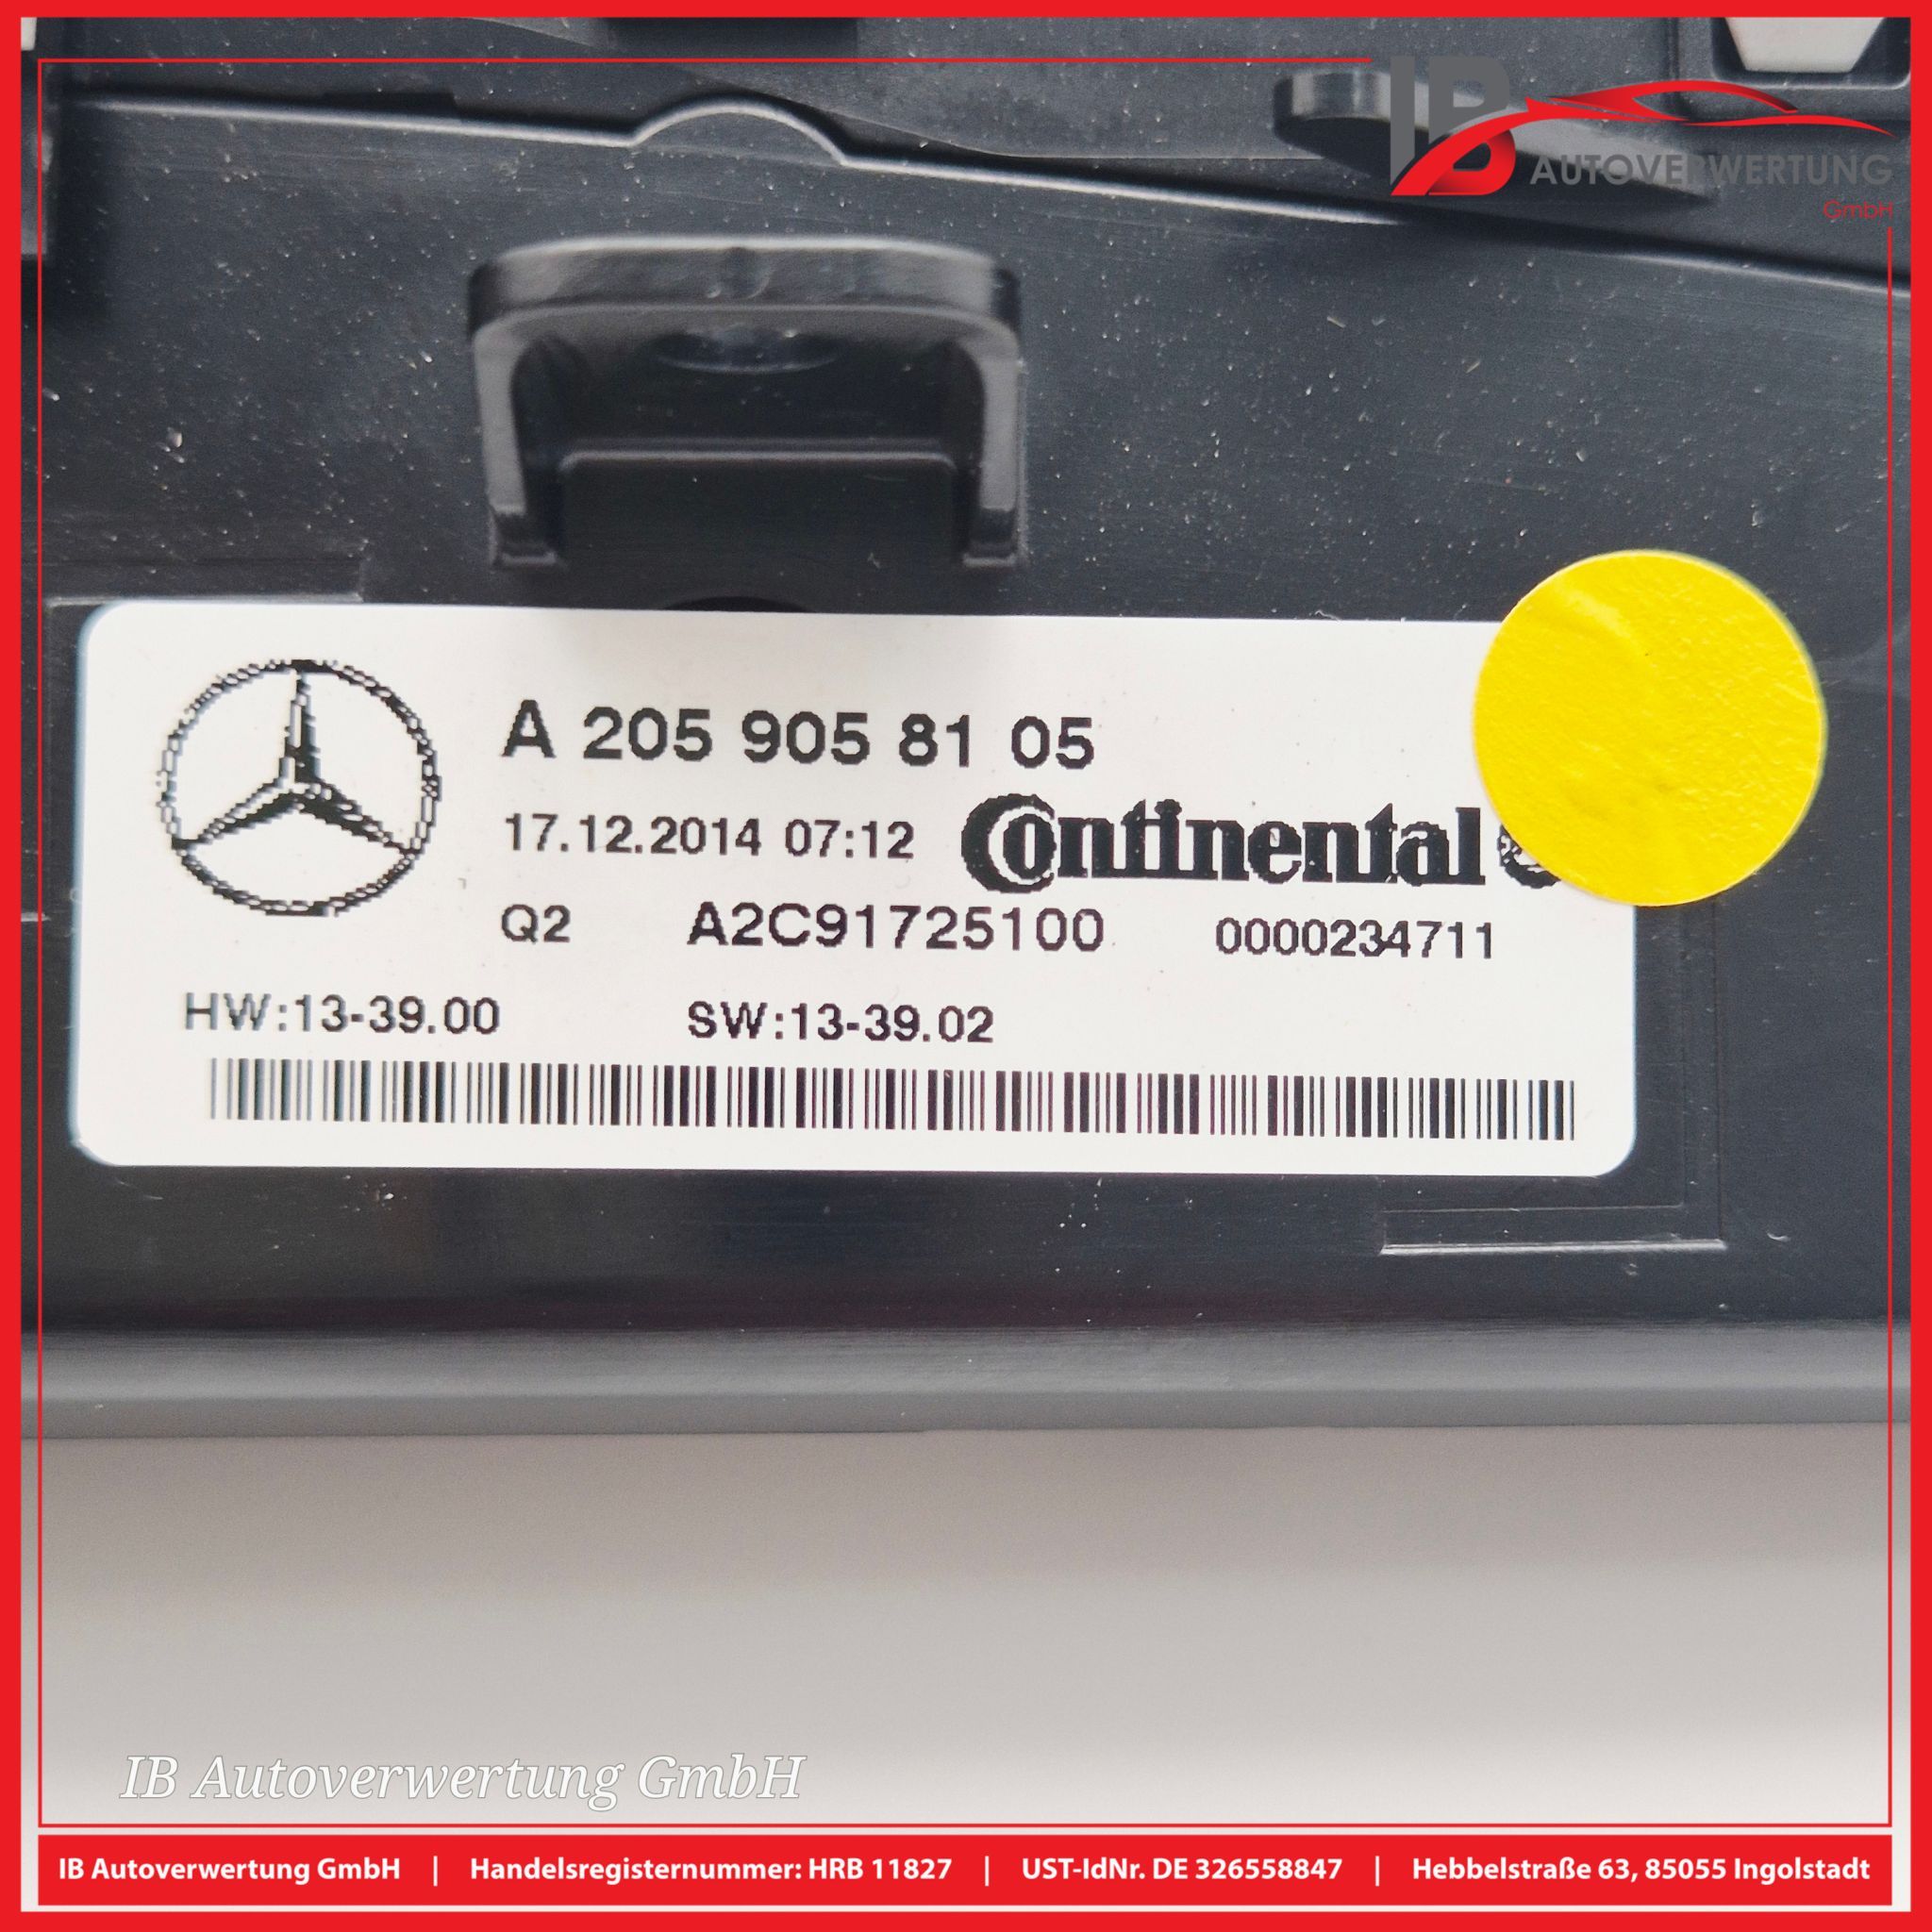 IB
AUTOVERWERTUNG
GmbH
A 205 905 81 05
17.12.2014 07:12 Continental
Q2 A2C91725100 0000234711
HW:13-39.00 SW:13-39.02
IB Autoverwertung GmbH
IB Autoverwertung GmbH | Handelsregisternummer: HRB 11827 | UST-IdNr. DE 326558847 | Hebbelstraße 63, 85055 Ingolstadt